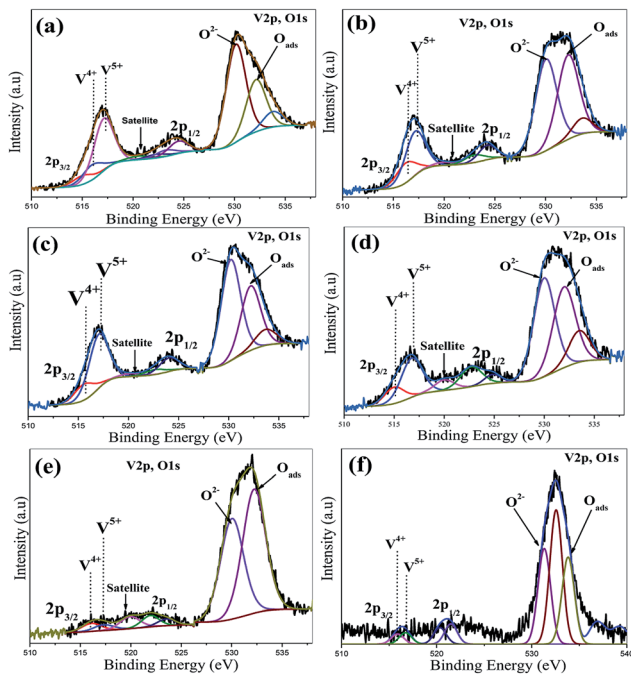 (a)
V2p, O1s
O2-
Oads
V4+
V5+
Satellite
2p1/2
2p3/2
Intensity (a.u)
510 515 520 525 530 535
Binding Energy (eV)
(b)
V2p, O1s
O2-
Oads
V5+
V4+
Satellite
2p1/2
2p3/2
Intensity (a.u)
510 515 520 525 530 535
Binding Energy (eV)
(c)
V2p, O1s
O2-
Oads
V5+
V4+
Satellite
2p1/2
2p3/2
Intensity (a.u)
510 515 520 525 530 535
Binding Energy (eV)
(d)
V2p, O1s
O2-
Oads
V5+
V4+
Satellite
2p1/2
2p3/2
Intensity (a.u)
510 515 520 525 530 535
Binding Energy (eV)
(e)
V2p, O1s
O2-
Oads
V5+
V4+
Satellite
2p1/2
2p3/2
Intensity (a.u)
510 515 520 525 530 535
Binding Energy (eV)
(f)
V2p, O1s
O2-
Oads
V4+
V5+
2p1/2
2p3/2
Intensity (a.u)
510 520 530 540
Binding Energy (eV)